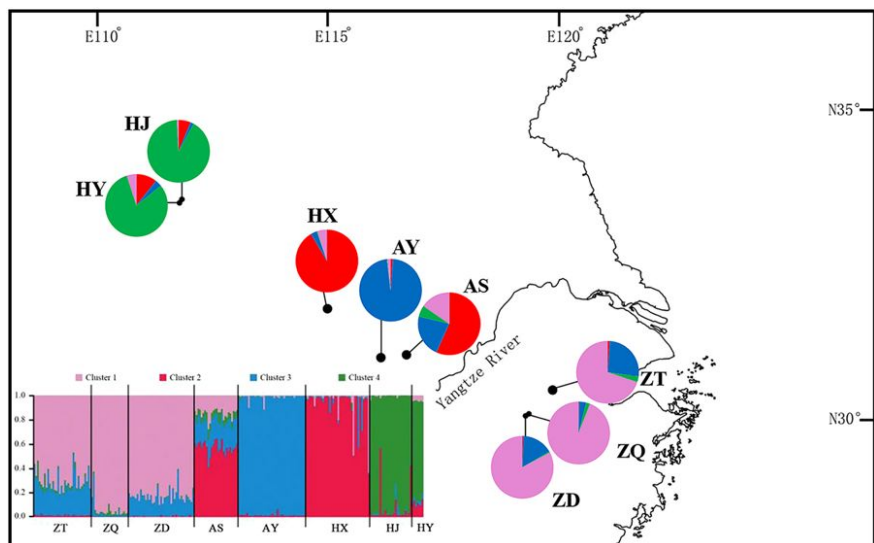 E110° E115° E120°
N35°
HJ
HY
HX
AY
AS
Yangtze River
ZT
ZQ
ZD
N30°
Cluster 1 Cluster 2 Cluster 3 Cluster 4
1.0
0.8
0.6
0.4
0.2
0.0
ZT ZQ ZD AS AY HX HJ HY